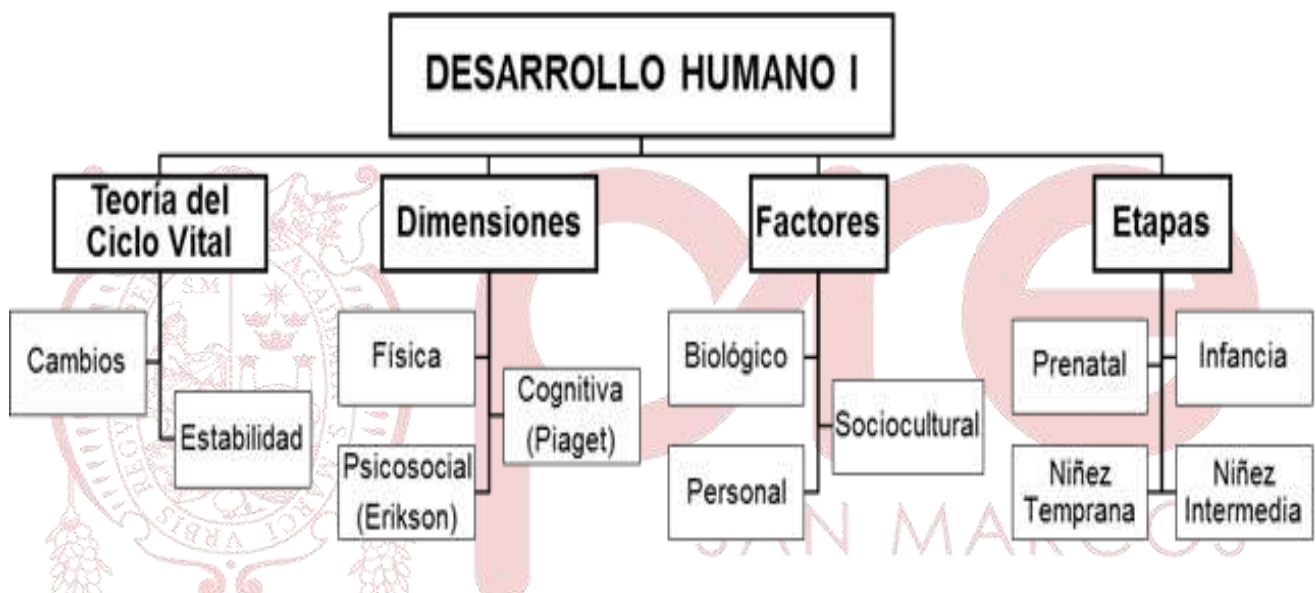 DESARROLLO HUMANO I
Teoría del
Ciclo Vital
Dimensiones
Factores
Etapas
Cambios
Estabilidad
Física
Cognitiva
(Piaget)
Psicosocial
(Erikson)
Biológico
Sociocultural
Personal
Prenatal
Infancia
Niñez
Temprana
Niñez
Intermedia
pre
SAN MARCOS
S.M